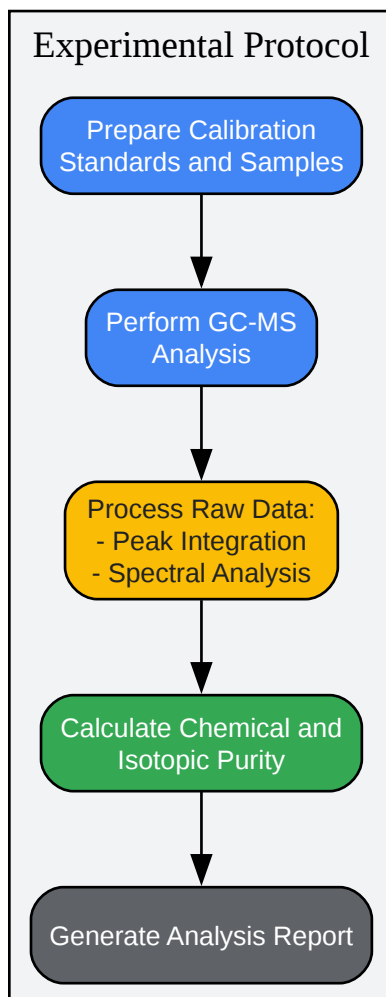 Experimental Protocol
Prepare Calibration
Standards and Samples
Perform GC-MS
Analysis
Process Raw Data:
- Peak Integration
- Spectral Analysis
Calculate Chemical and
Isotopic Purity
Generate Analysis Report